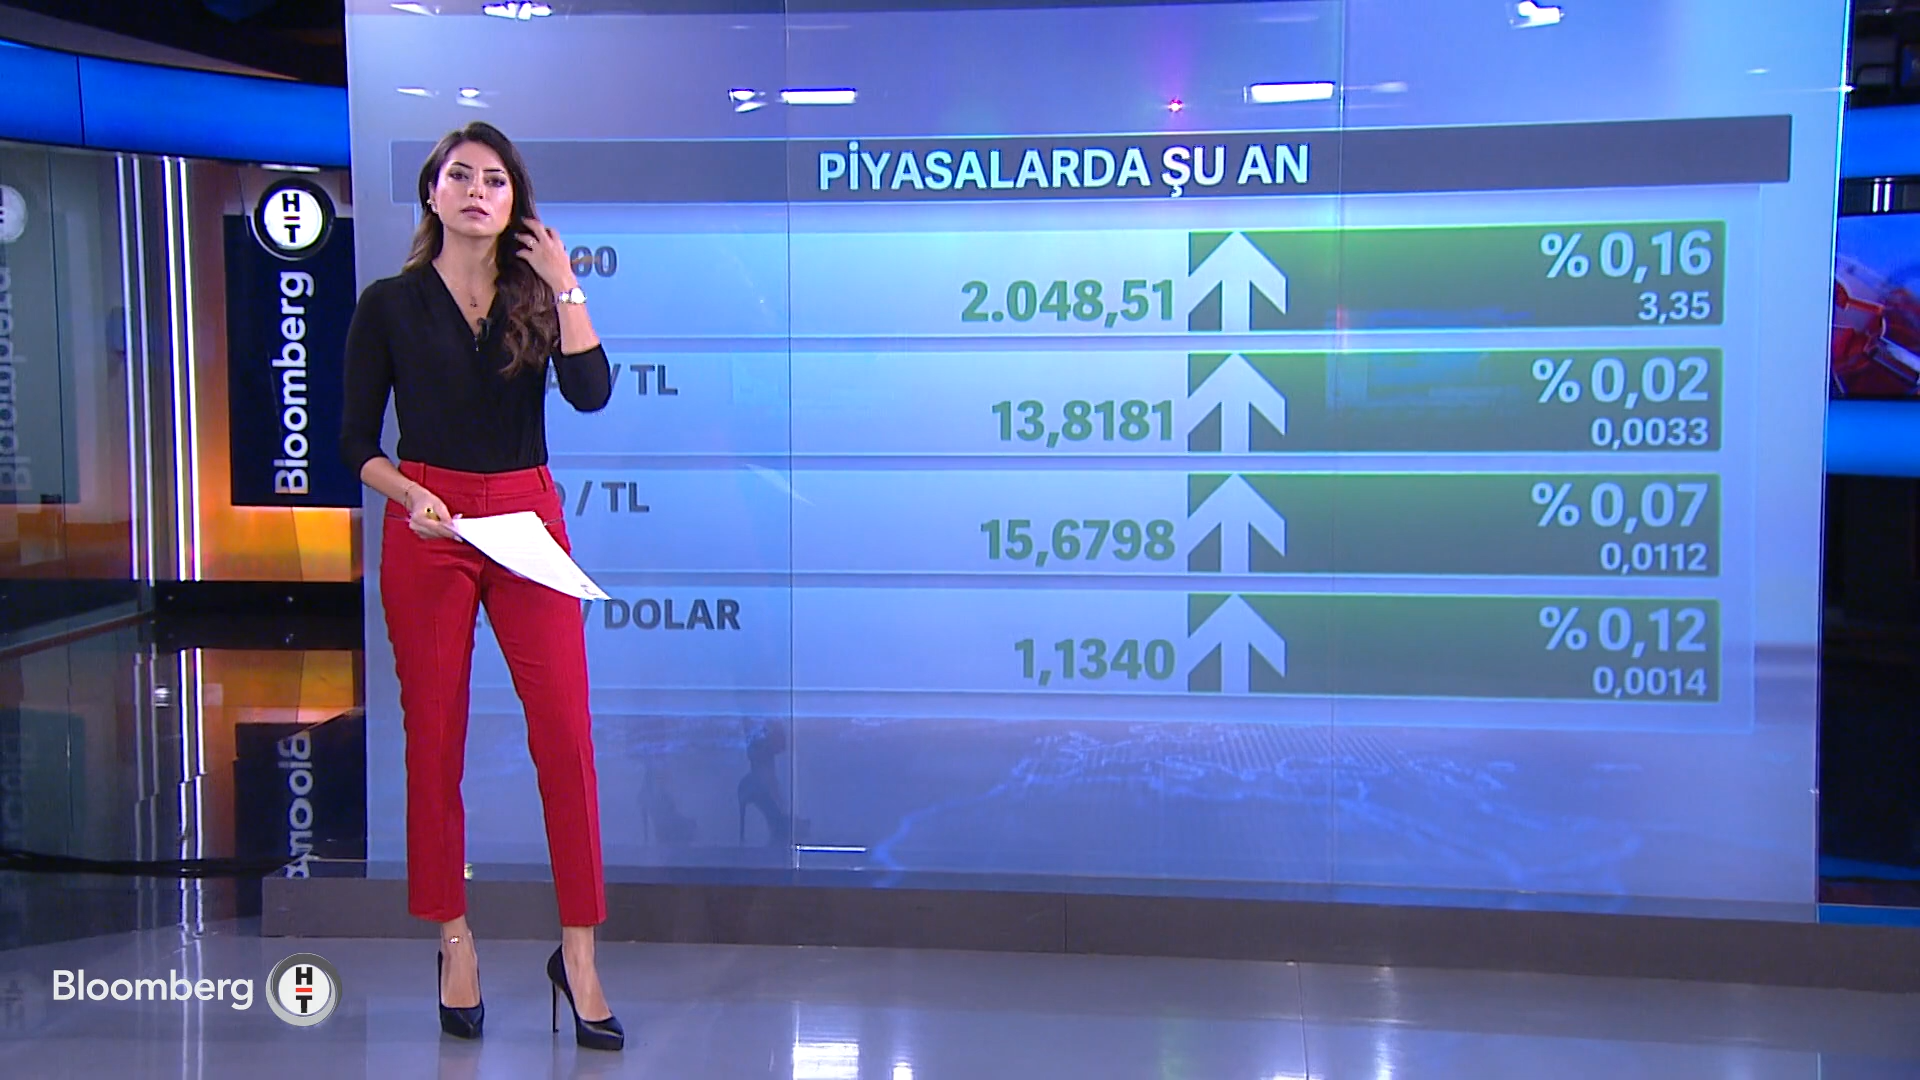 PİYASALARDA ŞU AN
% 0,16
2.048,51
3,35
/ TL
% 0,02
13,8181
0,0033
/ TL
% 0,07
15,6798
0,0112
/ DOLAR
% 0,12
1,1340
0,0014
HT
Bloomberg
Bloomberg HT